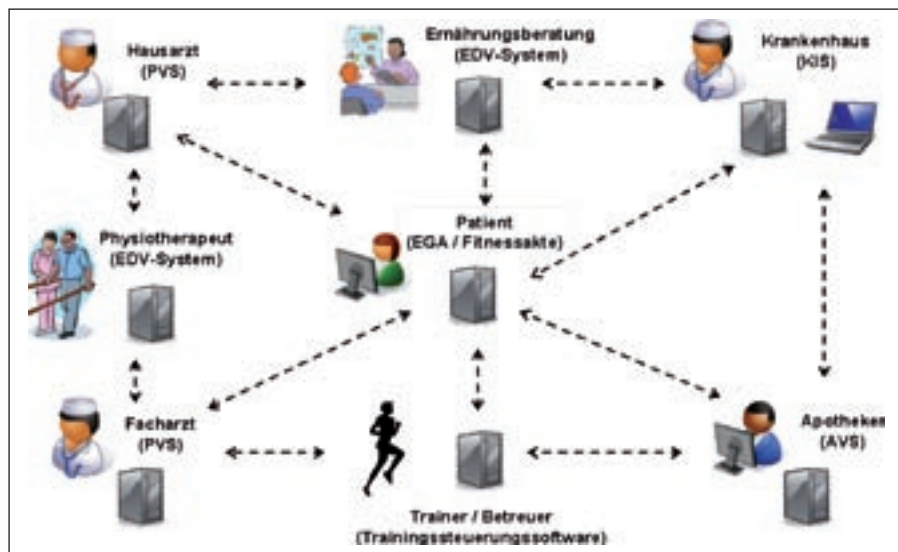 Hausarzt
(PVS)
Ernährungsberatung
(EDV-System)
Krankenhaus
(KIS)
Physiotherapeut
(EDV-System)
Patient
(EGA / Fitnessakte)
Facharzt
(PVS)
Trainer / Betreuer
(Trainingssteuerungssoftware)
Apotheken
(AVS)